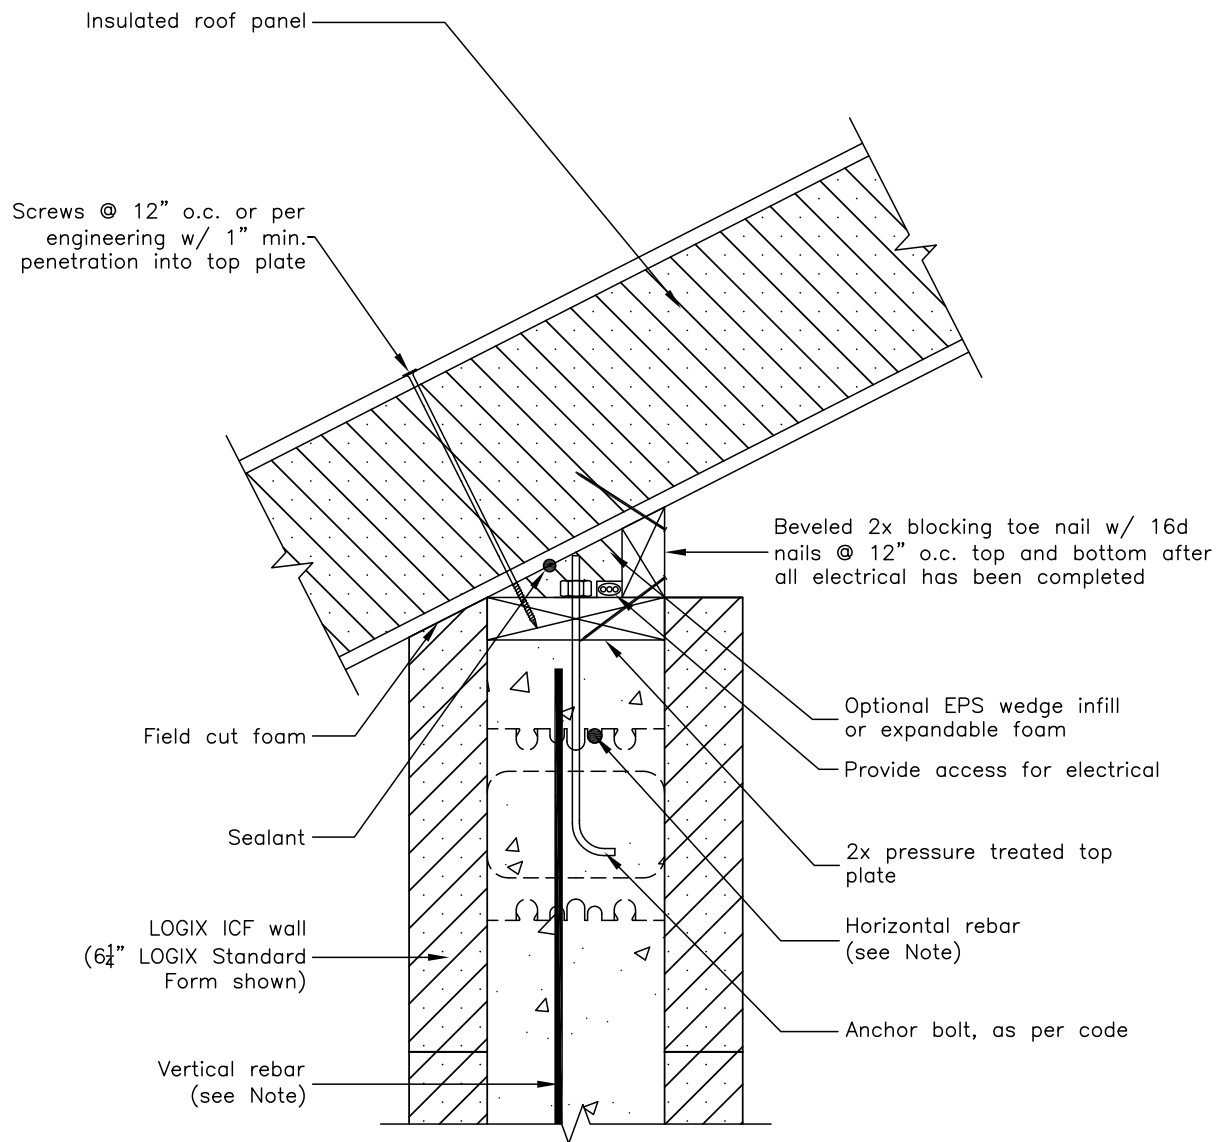 Insulated roof panel
Screws @ 12" o.c. or per
engineering w/ 1" min.
penetration into top plate
Beveled 2x blocking toe nail w/ 16d
nails @ 12" o.c. top and bottom after
all electrical has been completed
Optional EPS wedge infill
or expandable foam
Field cut foam
Provide access for electrical
Sealant
2x pressure treated top
plate
Horizontal rebar
(see Note)
LOGIX ICF wall
(6¼" LOGIX Standard
Form shown)
Anchor bolt, as per code
Vertical rebar
(see Note)